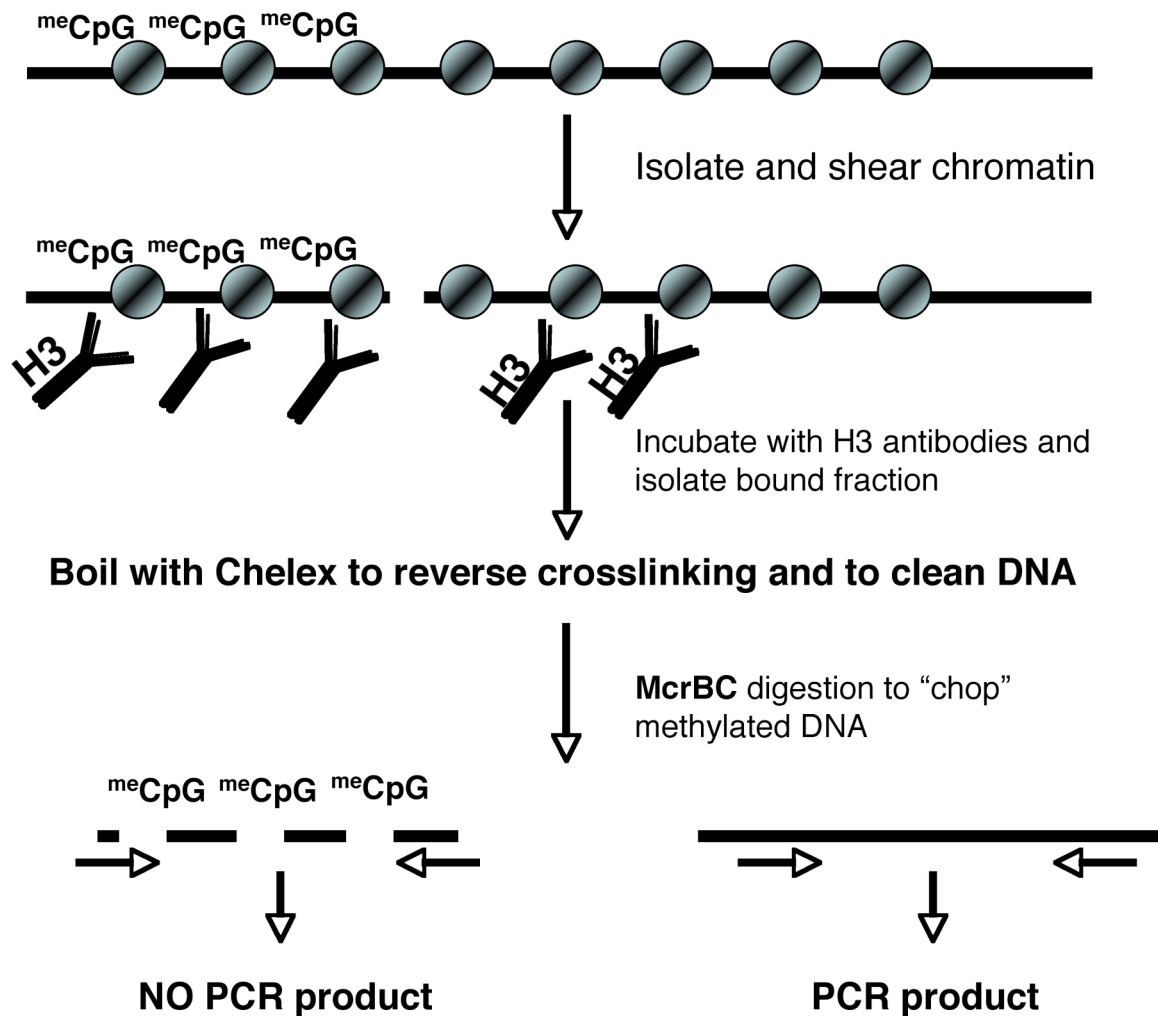 meCpG meCpG meCpG
Isolate and shear chromatin
meCpG meCpG meCpG
H3 H3 H3
Incubate with H3 antibodies and
isolate bound fraction
Boil with Chelex to reverse crosslinking and to clean DNA
McrBC digestion to “chop”
methylated DNA
meCpG meCpG meCpG
NO PCR product
PCR product